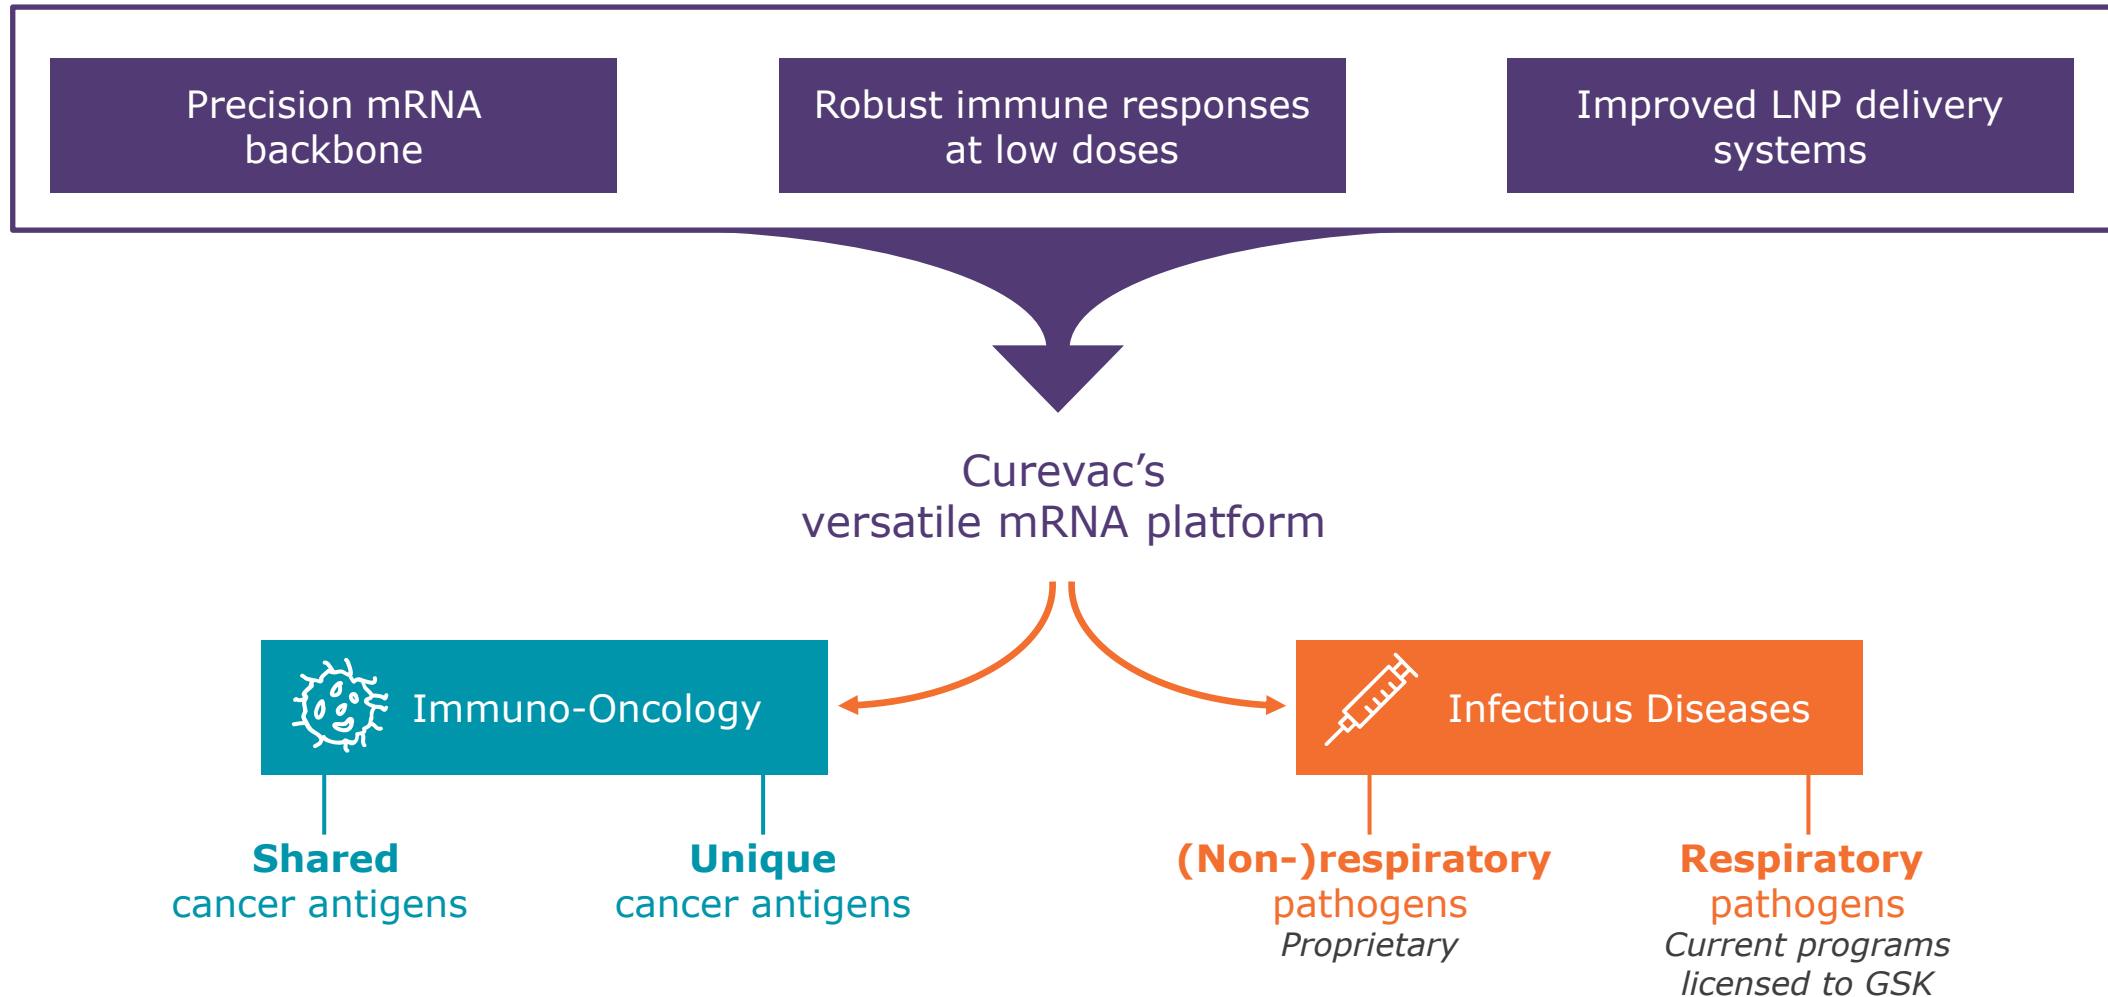 Precision mRNA
backbone
Robust immune responses
at low doses
Improved LNP delivery
systems
Curevac’s
versatile mRNA platform
Immuno-Oncology
Infectious Diseases
Shared
cancer antigens
Unique
cancer antigens
(Non-)respiratory
pathogens
Proprietary
Respiratory
pathogens
Current programs
licensed to GSK